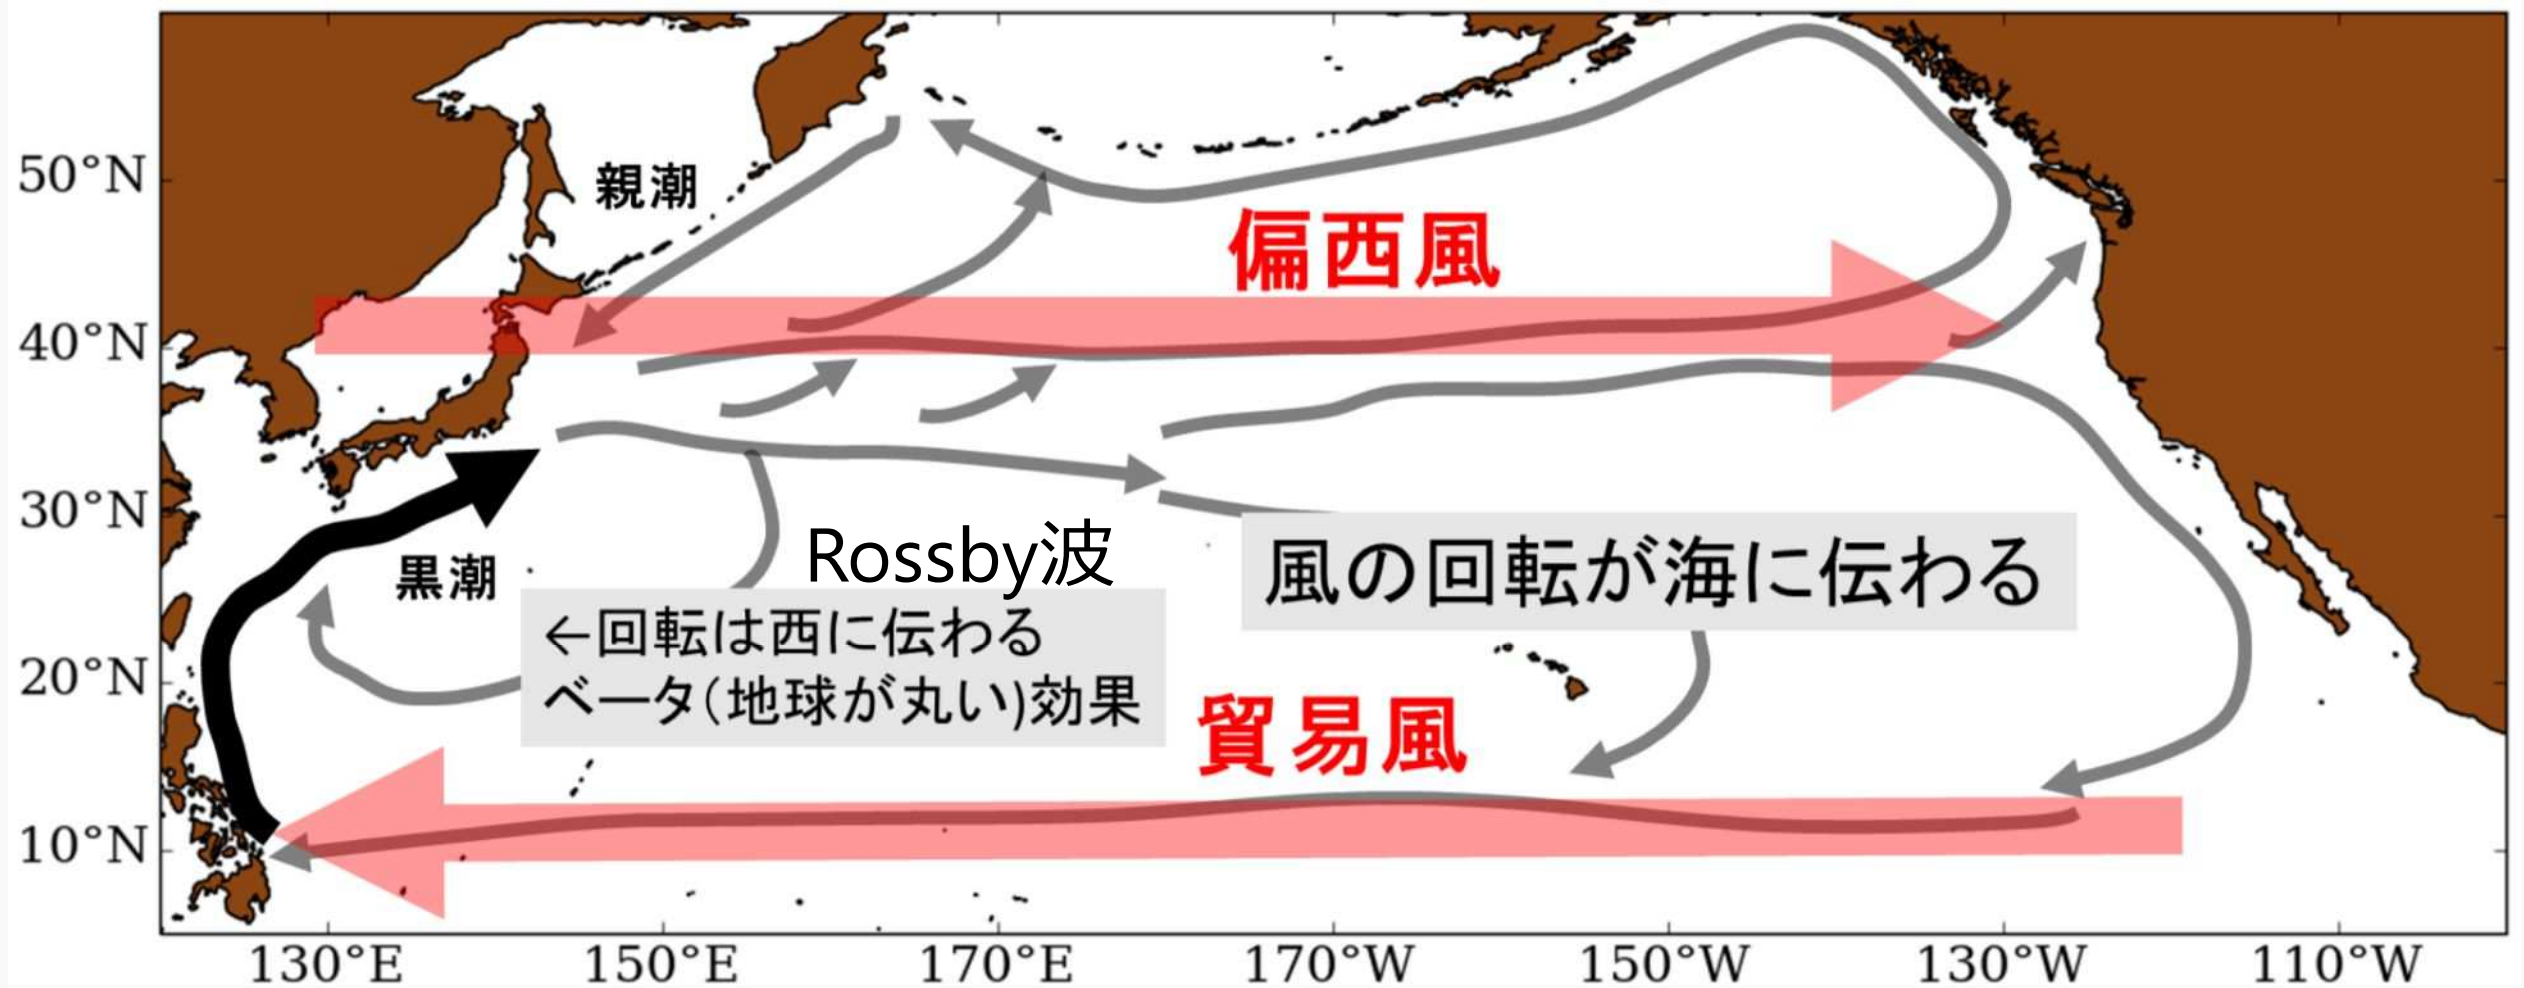 50°N
40°N
30°N
20°N
10°N
親潮
偏西風
黒潮
Rossby波
風の回転が海に伝わる
←回転は西に伝わる
ベータ(地球が丸い)効果
貿易風
130°E
150°E
170°E
170°W
150°W
130°W
110°W